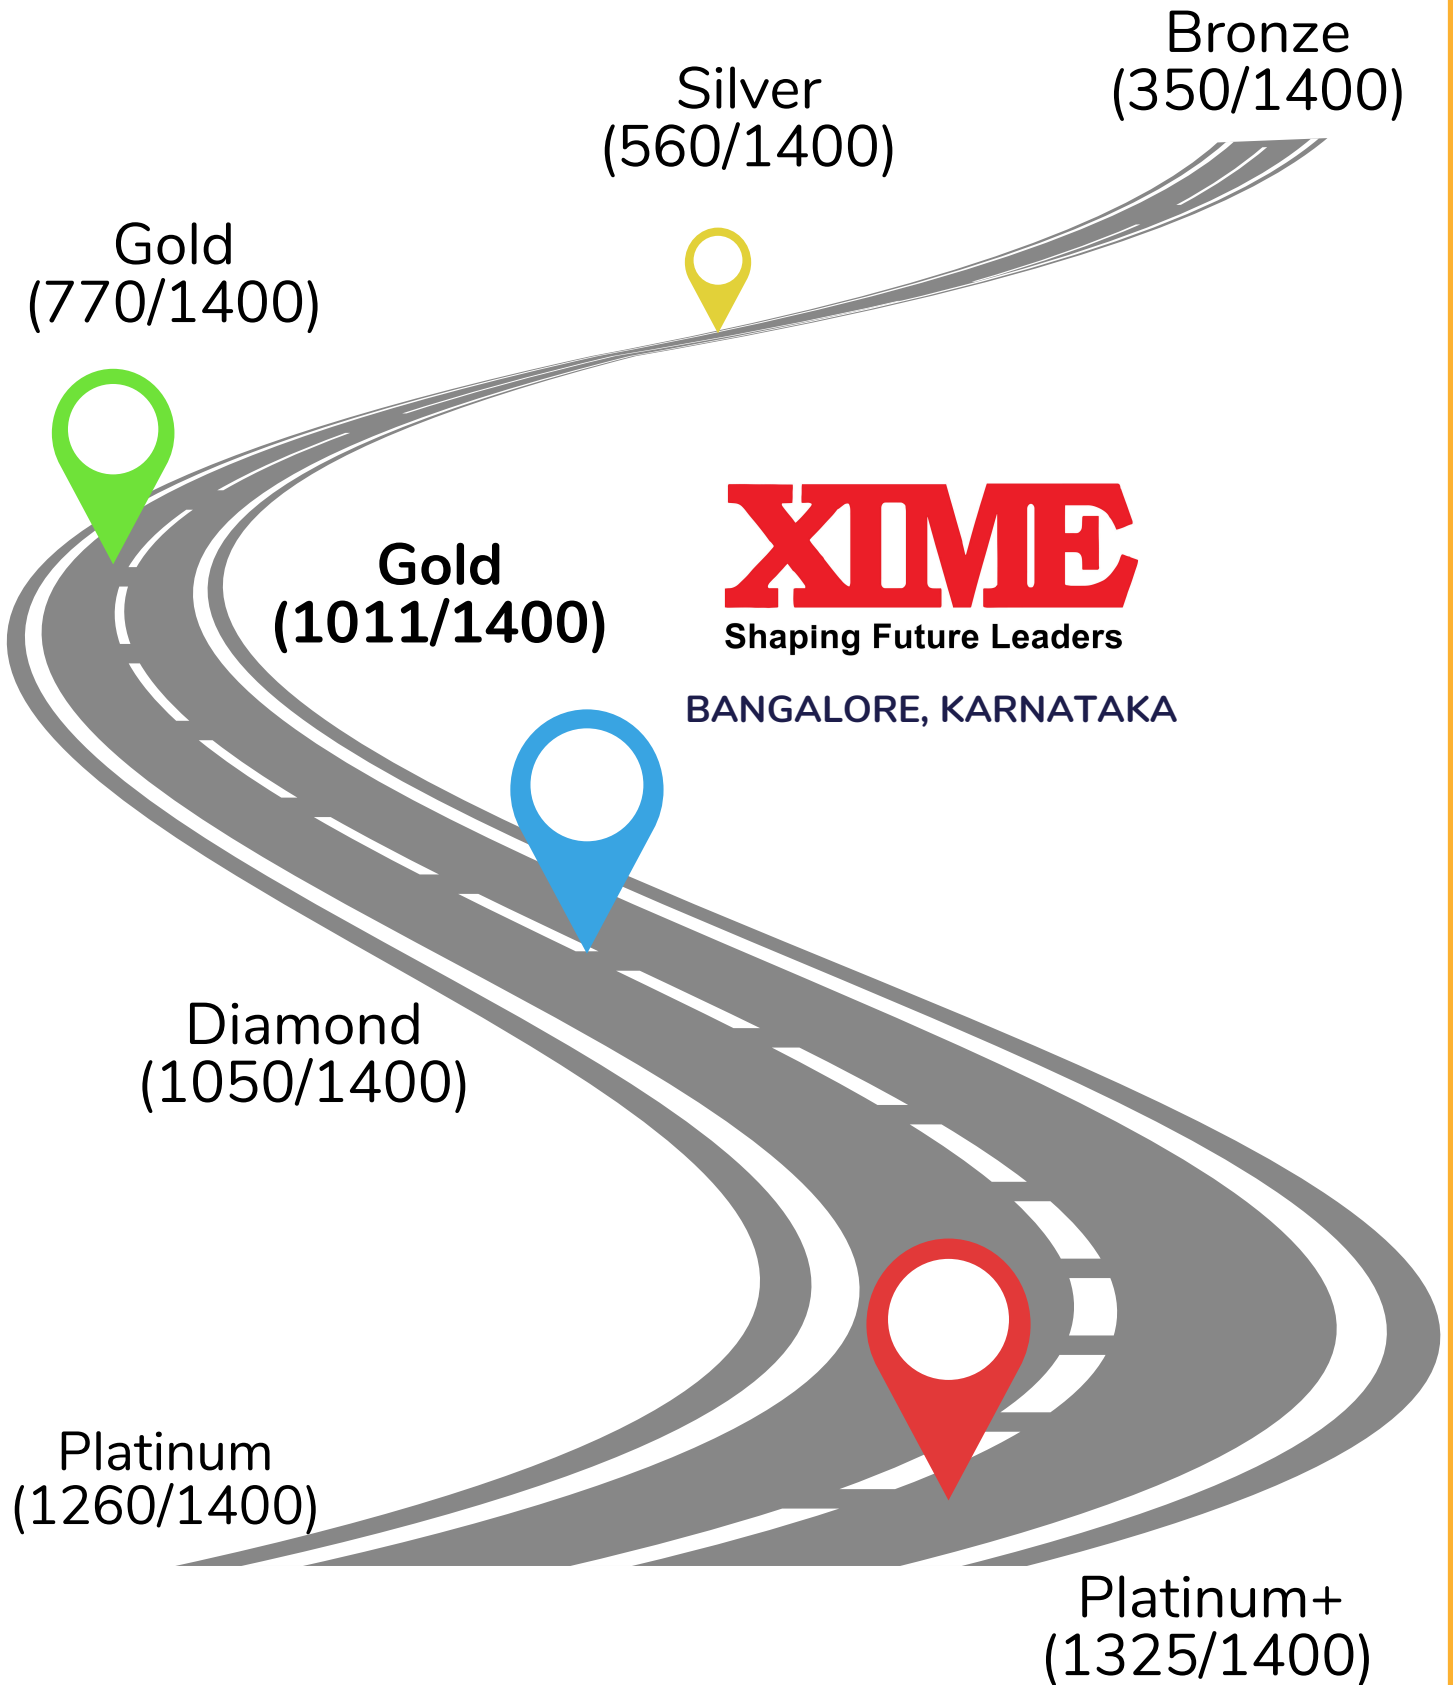 Bronze
(350/1400)
Silver
(560/1400)
Gold
(770/1400)
XIME
Shaping Future Leaders
BANGALORE, KARNATAKA
Gold
(1011/1400)
Diamond
(1050/1400)
Platinum
(1260/1400)
Platinum+
(1325/1400)